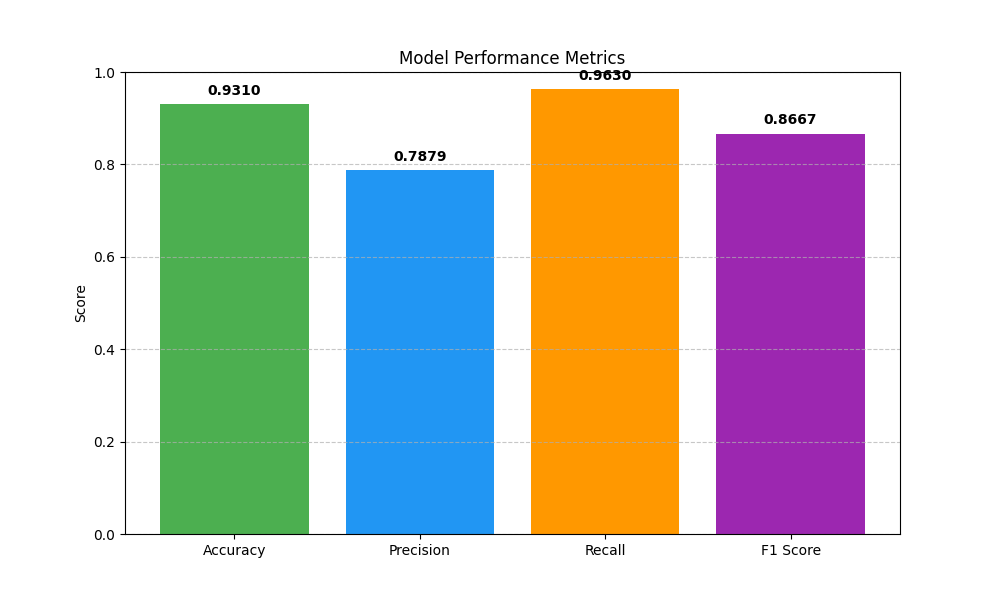 Model Performance Metrics
1.0
0.8
0.6
0.4
0.2
0.0
Score
0.9310
0.7879
0.9630
0.8667
Accuracy
Precision
Recall
F1 Score